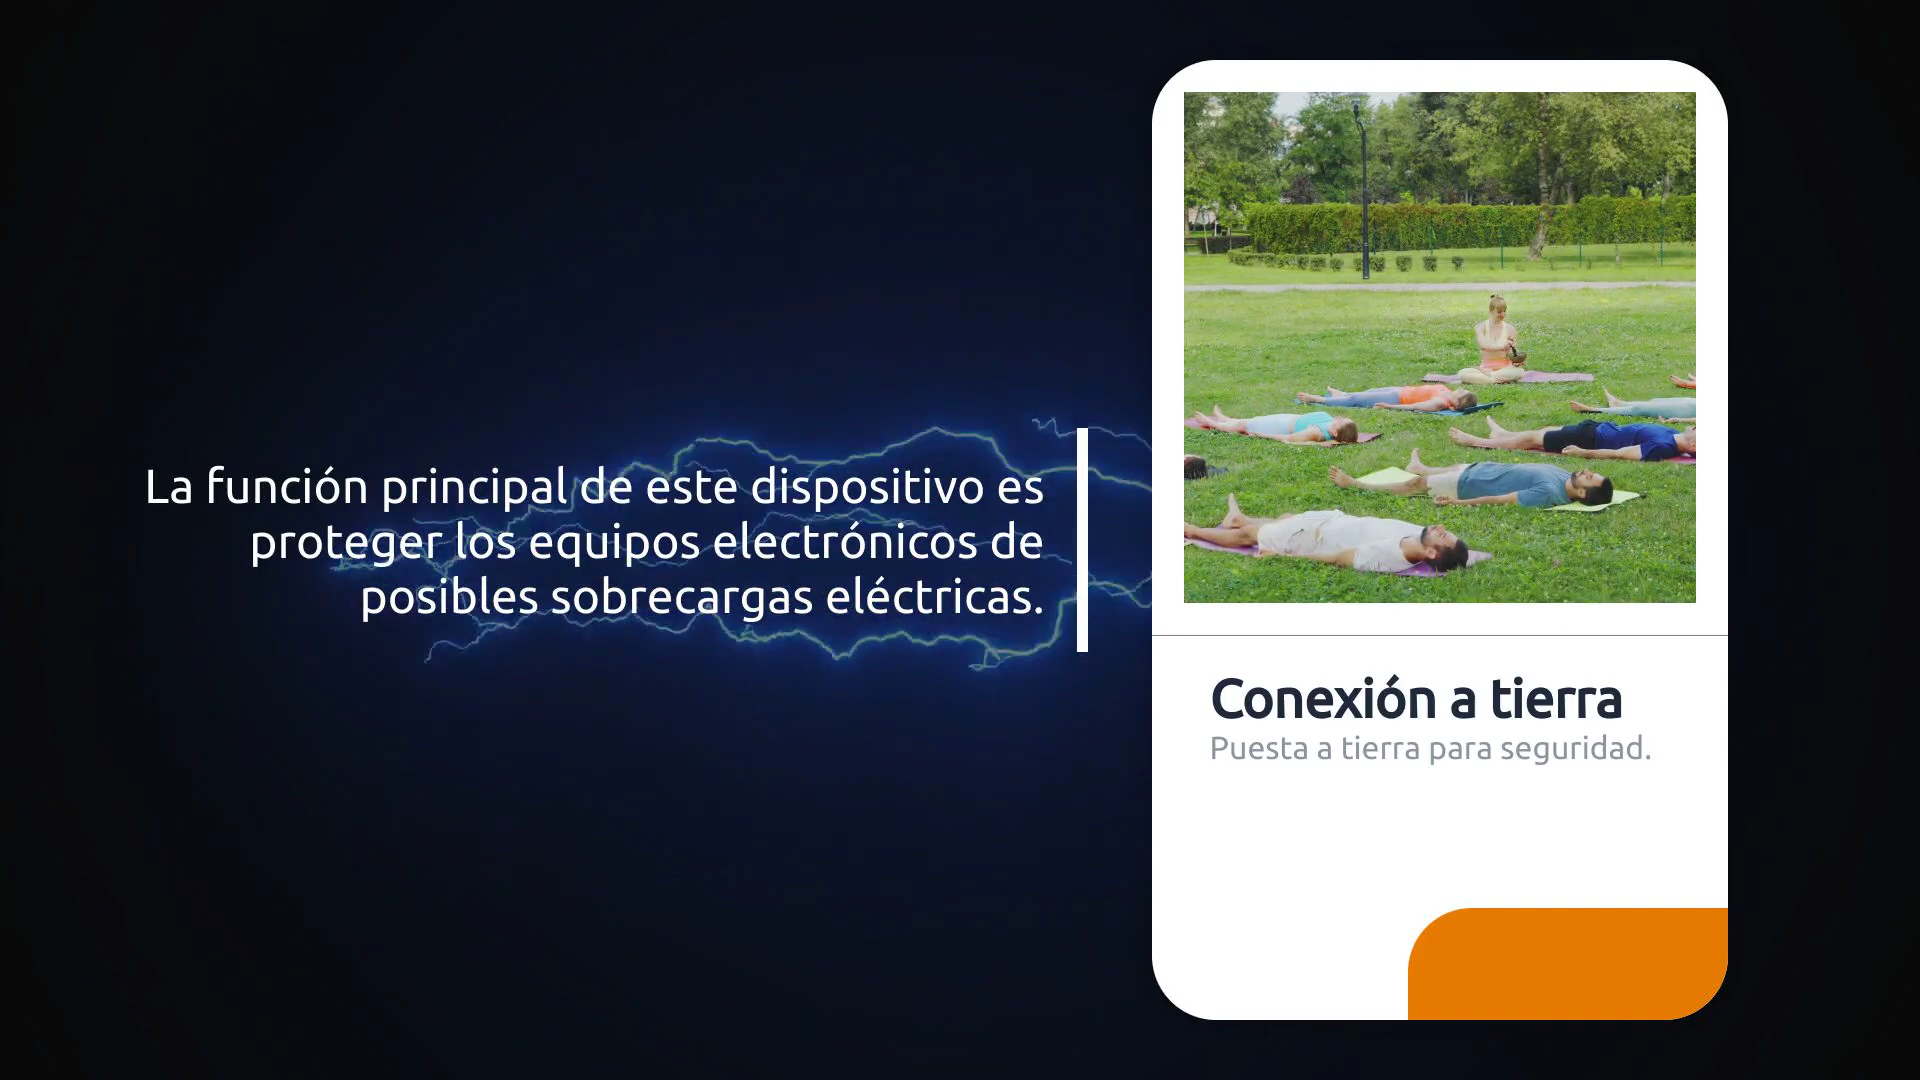 La función principal de este dispositivo es
proteger los equipos electrónicos de
posibles sobrecargas eléctricas.
Conexión a tierra
Puesta a tierra para seguridad.